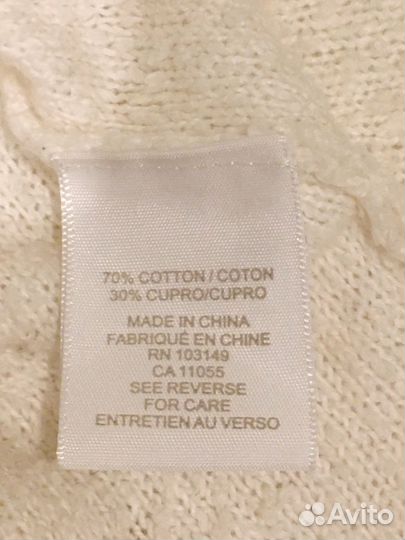 70% COTTON / COTON
30% CUPRO/CUPRO
MADE IN CHINA
FABRIQUÉ EN CHINE
RN 103149
CA 11055
SEE REVERSE
FOR CARE
ENTRETIEN AU VERSO
Avito